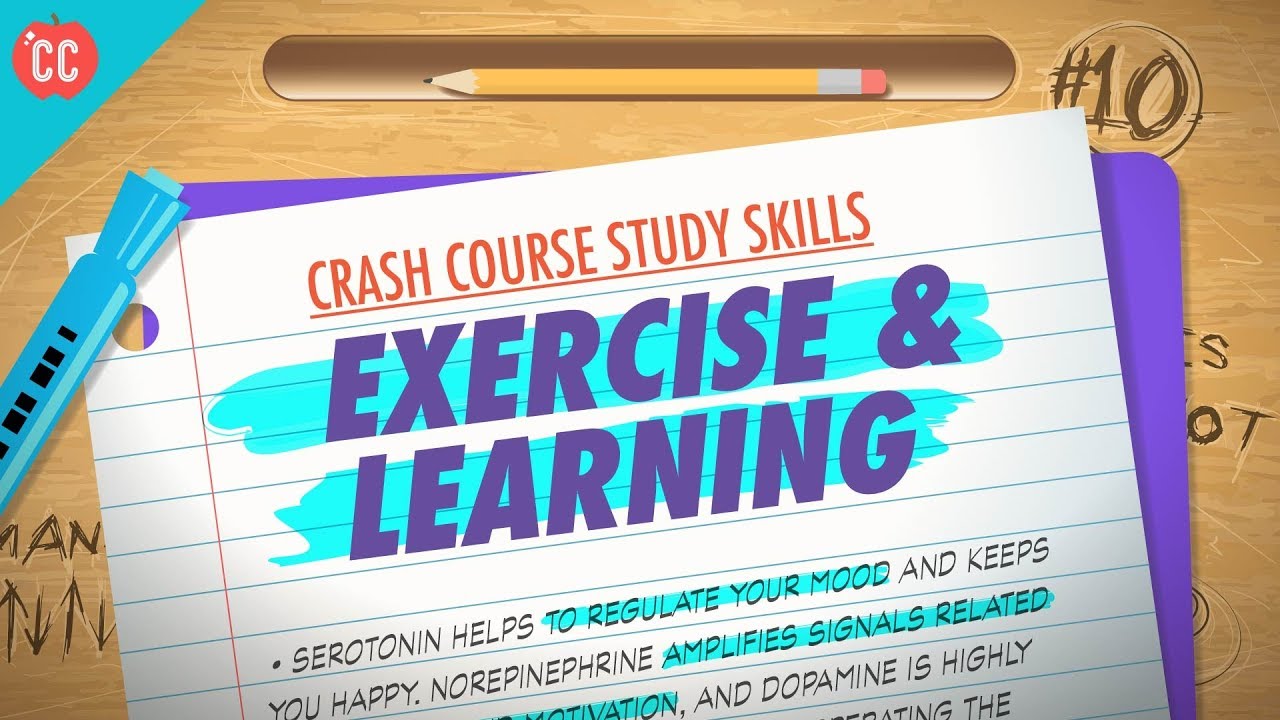 CC
#10
CRASH COURSE STUDY SKILLS
EXERCISE &
LEARNING
• SEROTONIN HELPS TO REGULATE YOUR MOOD AND KEEPS
YOU HAPPY. NOREPINEPHRINE AMPLIFIES SIGNALS RELATED
MOTIVATION, AND DOPAMINE IS HIGHLY
THE